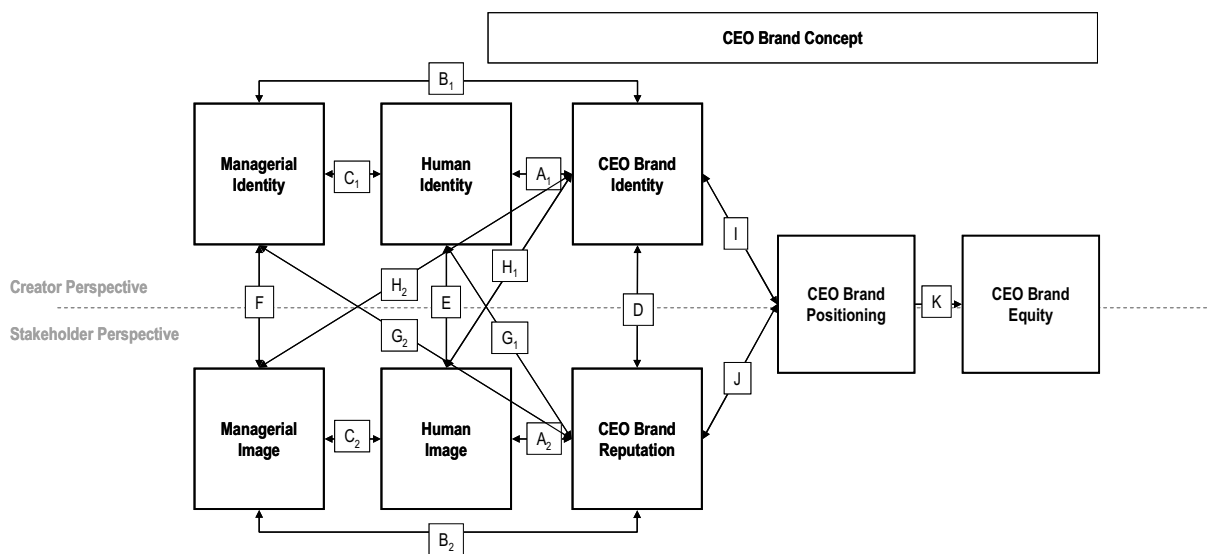 CEO Brand Concept
B1
Managerial
Identity
C1
Human
Identity
A1
CEO Brand
Identity
I
H2
H1
Creator Perspective
F
E
D
CEO Brand
Positioning
K
CEO Brand
Equity
Stakeholder Perspective
G2
G1
J
Managerial
Image
C2
Human
Image
A2
CEO Brand
Reputation
B2